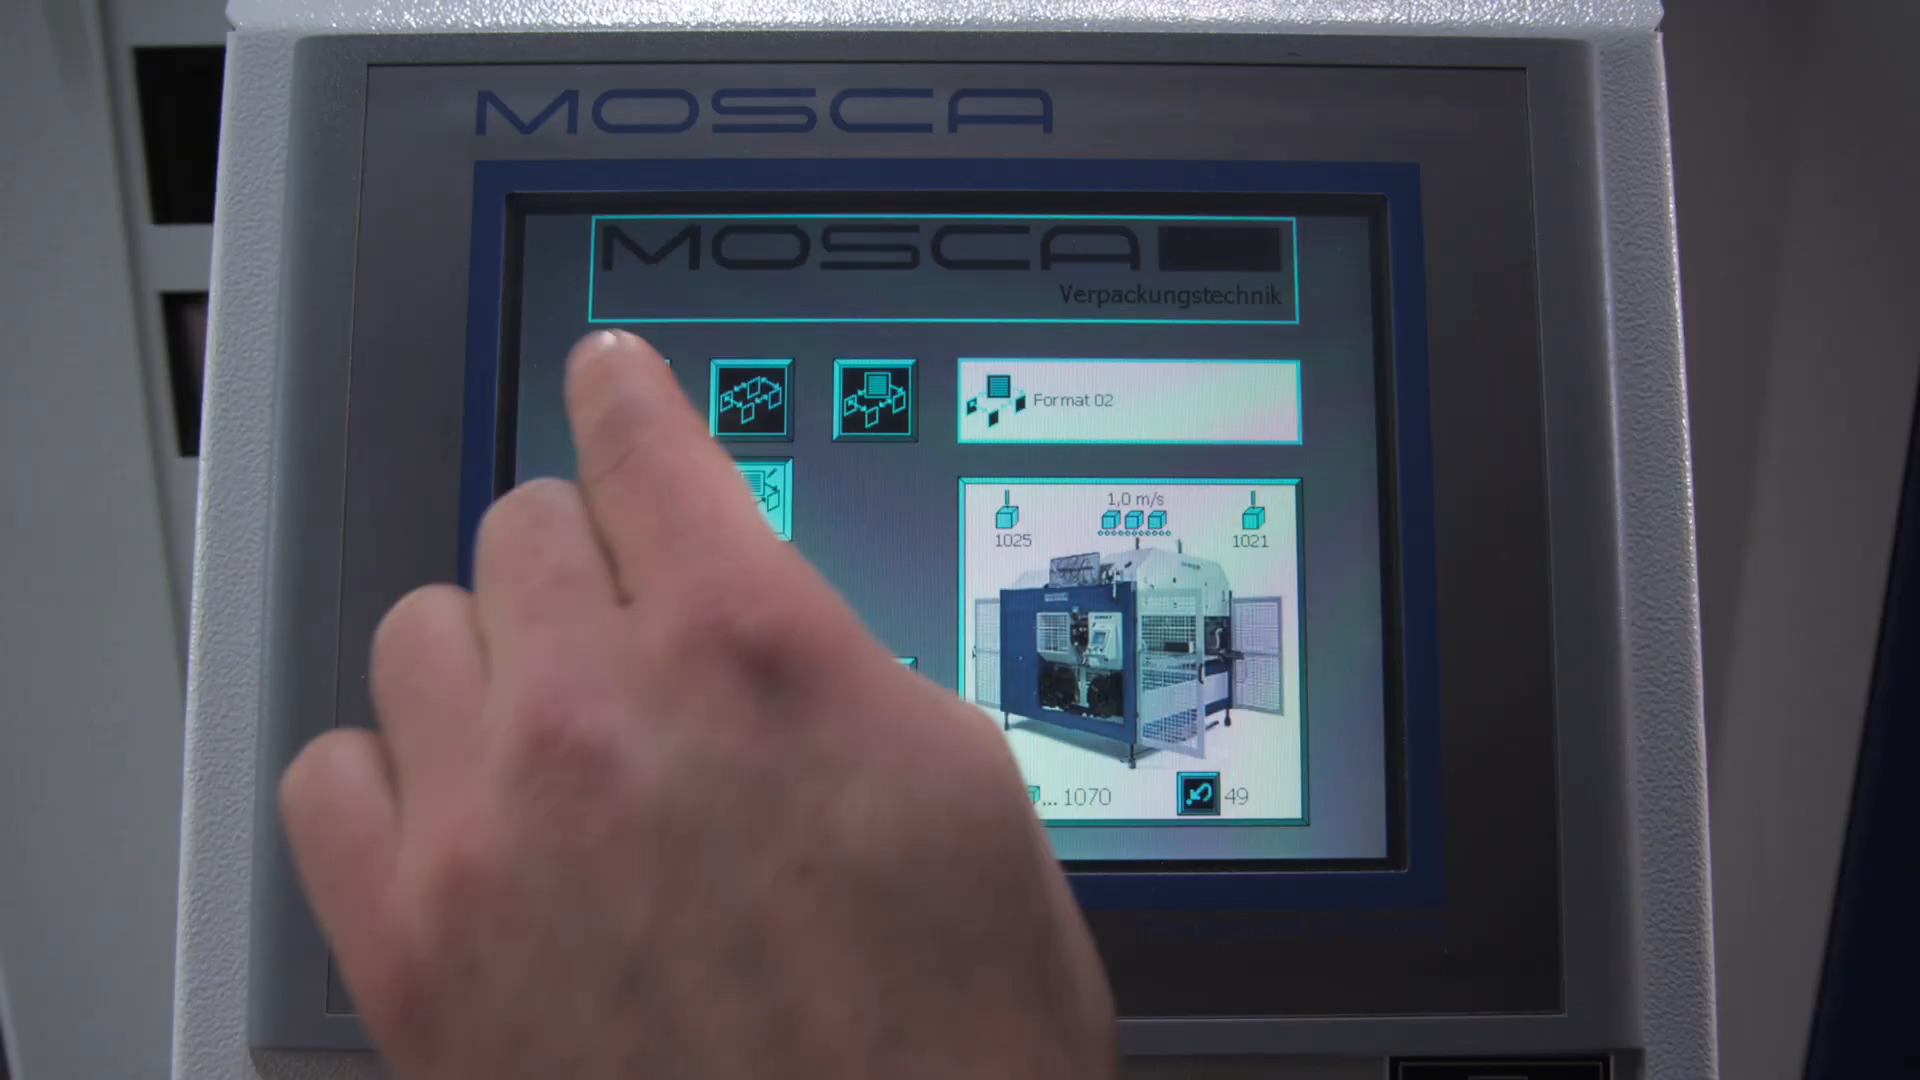 MOSCA
MOSCA
Verpackungstechnik
Format 02
1,0 m/s
1025
1021
... 1070
49